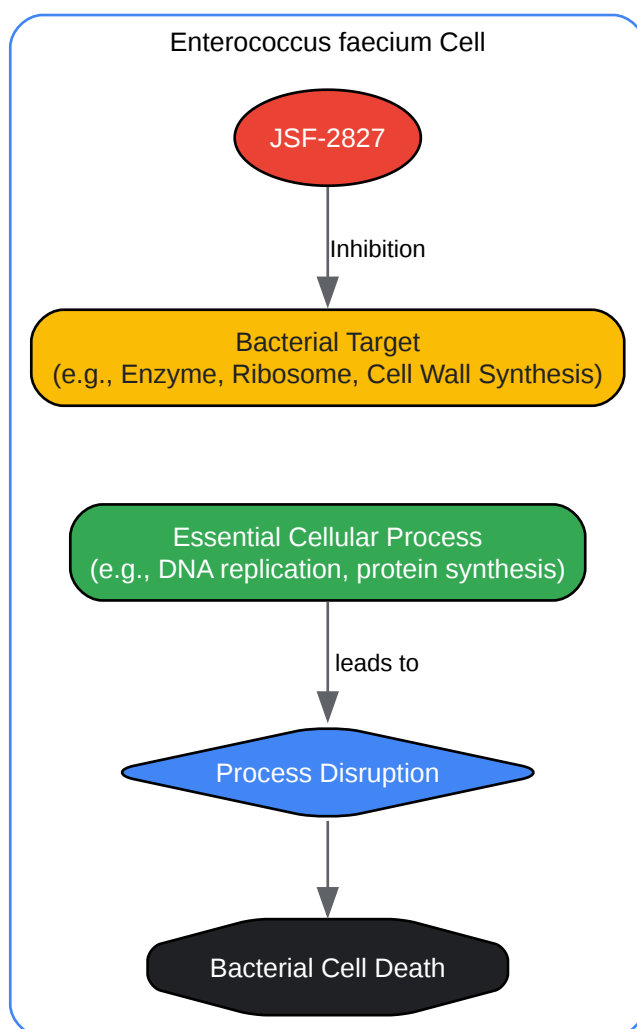 Enterococcus faecium Cell
JSF-2827
Inhibition
Bacterial Target
(e.g., Enzyme, Ribosome, Cell Wall Synthesis)
Essential Cellular Process
(e.g., DNA replication, protein synthesis)
leads to
Process Disruption
Bacterial Cell Death